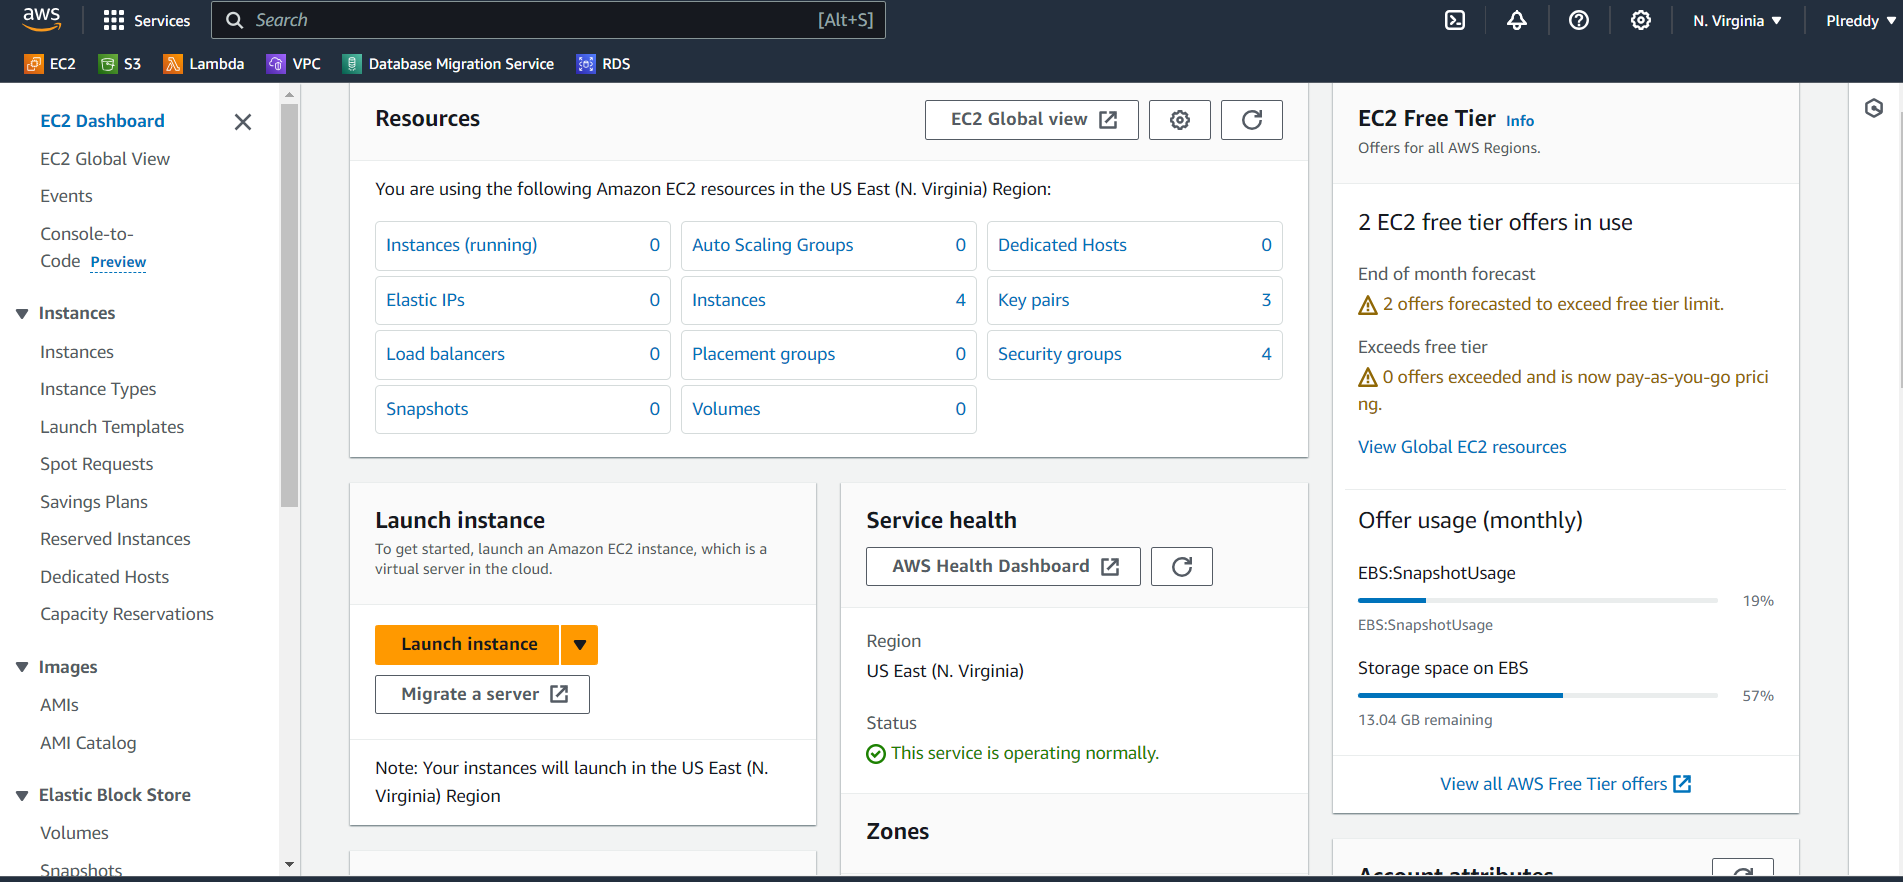 aws
Services
Search
[Alt+S]
N. Virginia
Plreddy
EC2
S3
Lambda
VPC
Database Migration Service
RDS
EC2 Dashboard
EC2 Global View
Events
Console-to-
Code Preview
Instances
Instances
Instance Types
Launch Templates
Spot Requests
Savings Plans
Reserved Instances
Dedicated Hosts
Capacity Reservations
Images
AMIs
AMI Catalog
Elastic Block Store
Volumes
Snapshots
Resources
EC2 Global view
You are using the following Amazon EC2 resources in the US East (N. Virginia) Region:
Instances (running) 0
Auto Scaling Groups 0
Dedicated Hosts 0
Elastic IPs 0
Instances 4
Key pairs 3
Load balancers 0
Placement groups 0
Security groups 4
Snapshots 0
Volumes 0
Launch instance
To get started, launch an Amazon EC2 instance, which is a
virtual server in the cloud.
Launch instance
Migrate a server
Note: Your instances will launch in the US East (N.
Virginia) Region
Service health
AWS Health Dashboard
Region
US East (N. Virginia)
Status
This service is operating normally.
Zones
EC2 Free Tier Info
Offers for all AWS Regions.
2 EC2 free tier offers in use
End of month forecast
2 offers forecasted to exceed free tier limit.
Exceeds free tier
0 offers exceeded and is now pay-as-you-go prici
ng.
View Global EC2 resources
Offer usage (monthly)
EBS:SnapshotUsage
19%
EBS:SnapshotUsage
Storage space on EBS
57%
13.04 GB remaining
View all AWS Free Tier offers
Account attributes